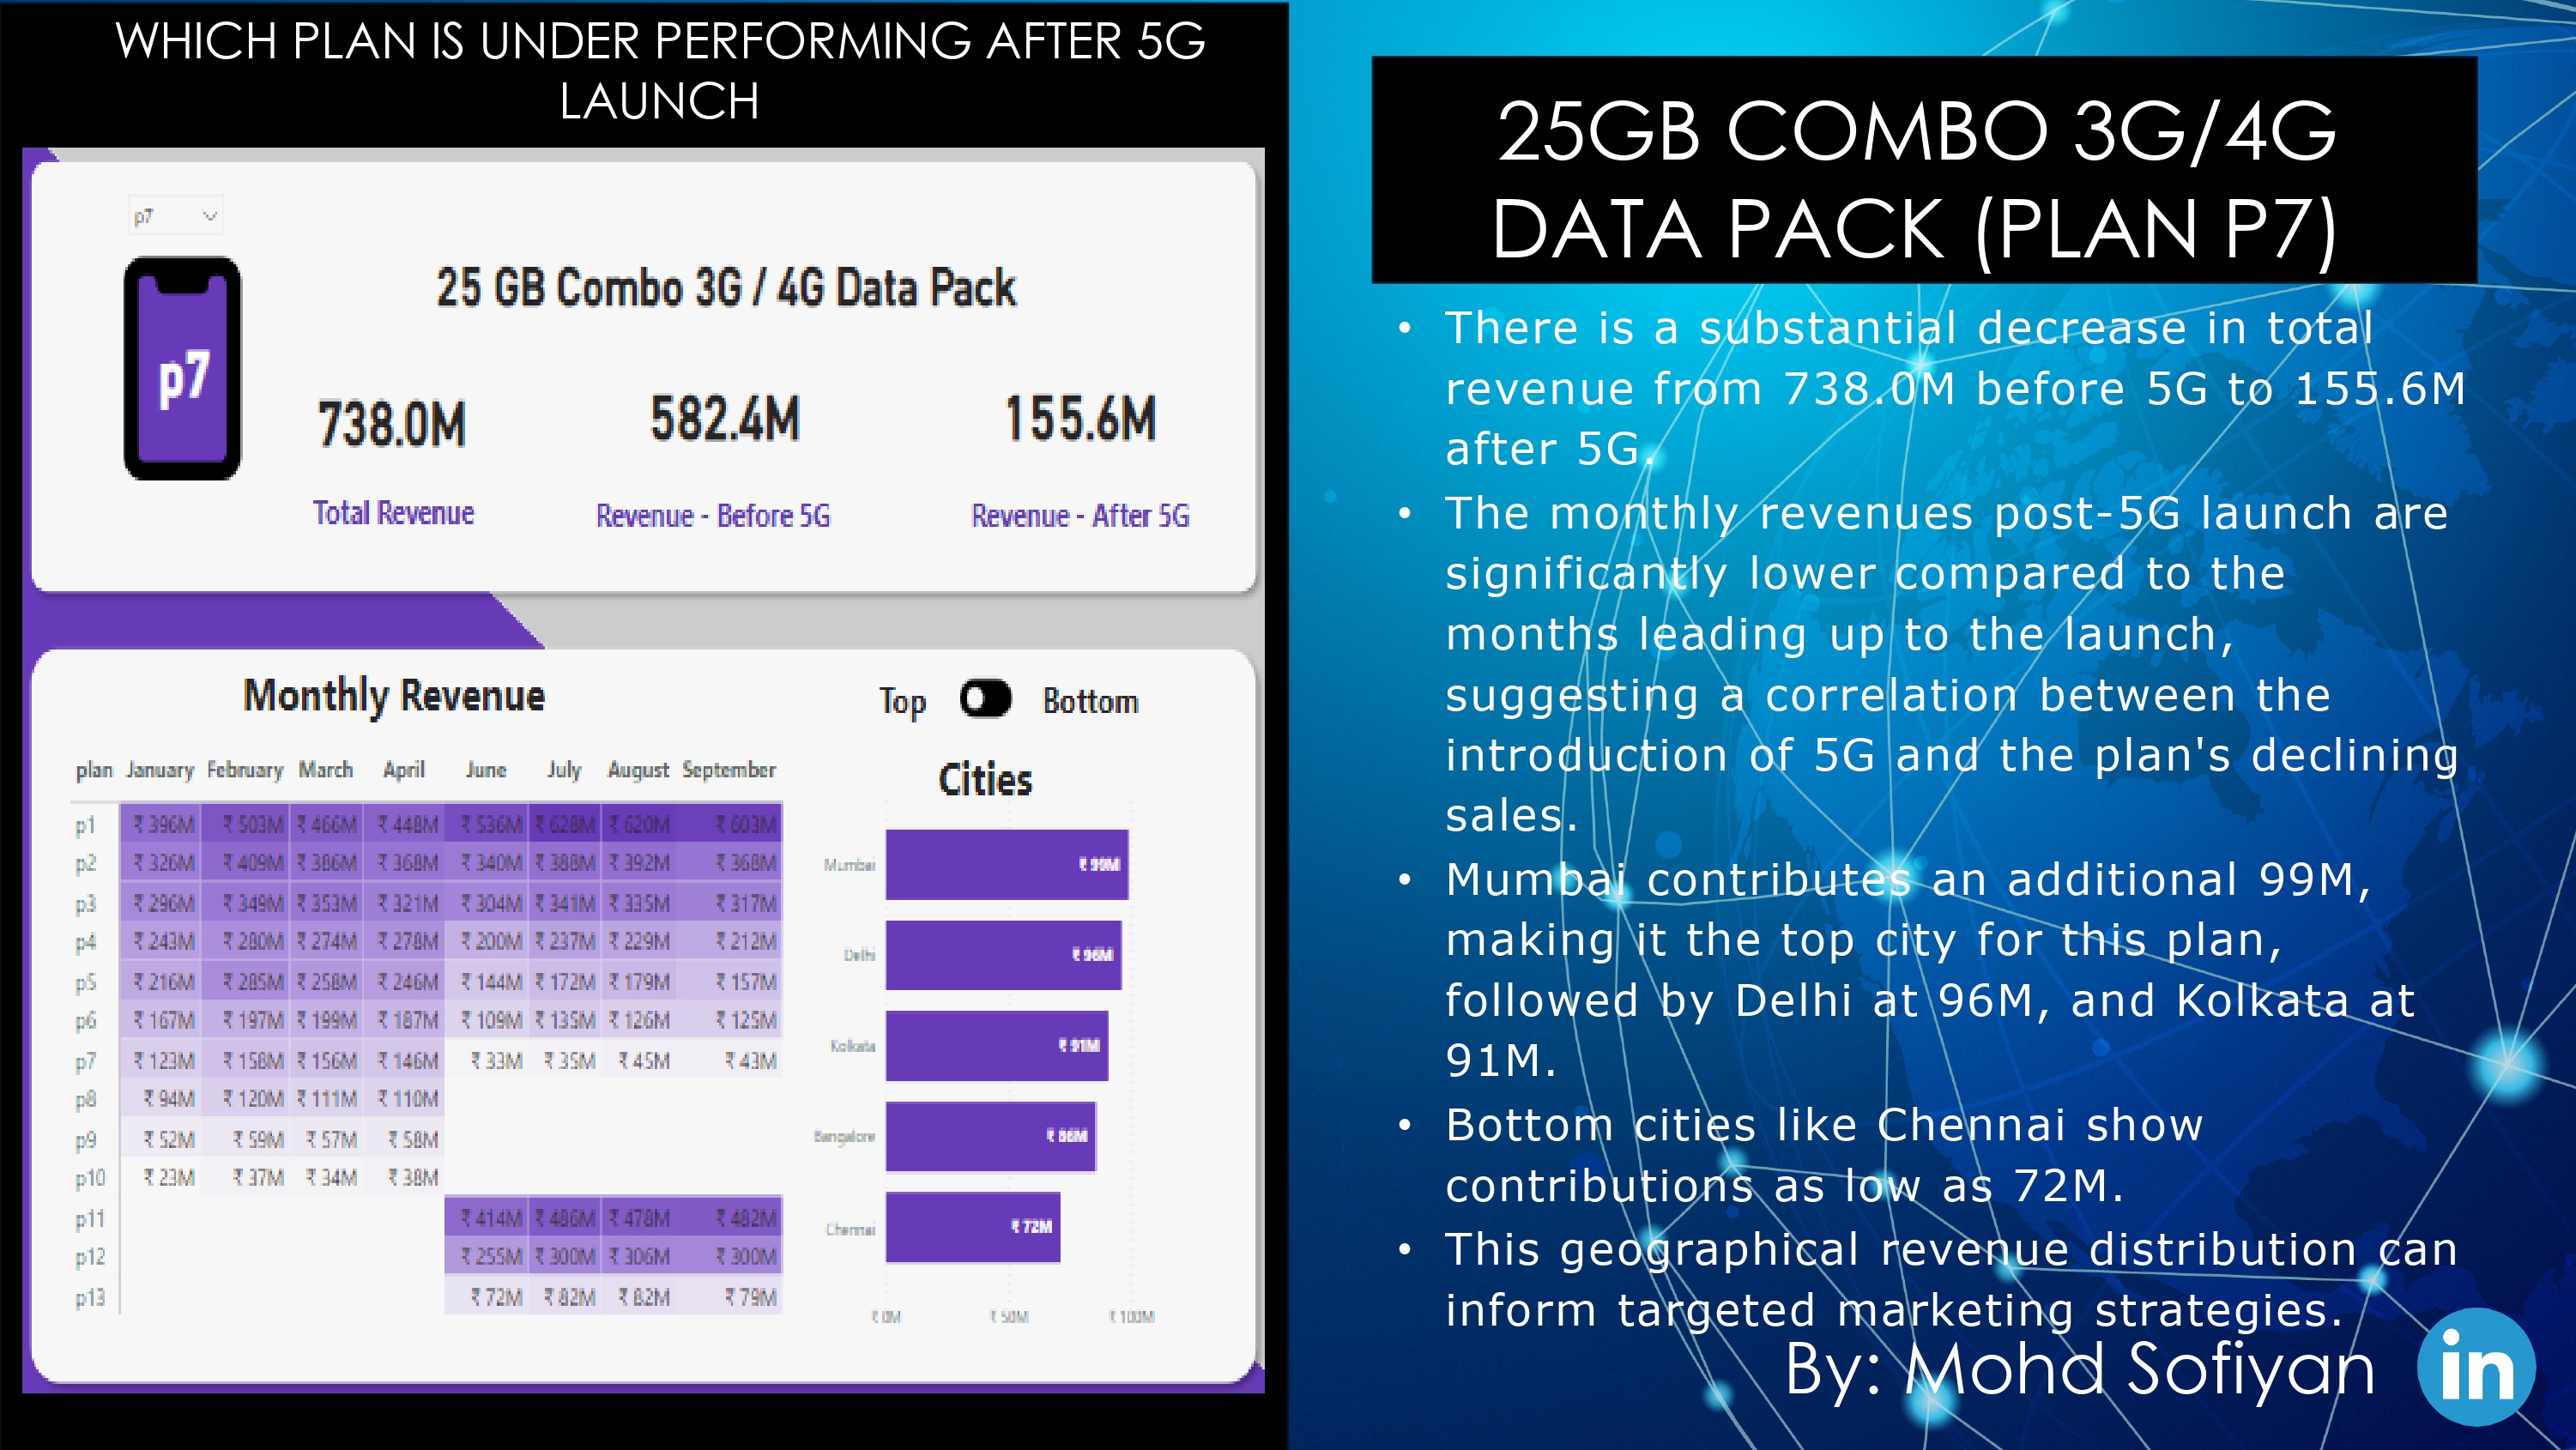 WHICH PLAN IS UNDER PERFORMING AFTER 5G
LAUNCH
p7
p7
25 GB Combo 3G / 4G Data Pack
738.0M 582.4M 155.6M
Total Revenue Revenue - Before 5G Revenue - After 5G
Monthly Revenue
plan January February March April June July August September
p1 ₹ 396M ₹ 503M ₹ 466M ₹ 448M ₹ 536M ₹ 628M ₹ 620M ₹ 603M
p2 ₹ 326M ₹ 409M ₹ 386M ₹ 368M ₹ 340M ₹ 388M ₹ 392M ₹ 368M
p3 ₹ 296M ₹ 349M ₹ 353M ₹ 321M ₹ 304M ₹ 341M ₹ 335M ₹ 317M
p4 ₹ 243M ₹ 280M ₹ 274M ₹ 278M ₹ 200M ₹ 237M ₹ 229M ₹ 212M
p5 ₹ 216M ₹ 285M ₹ 258M ₹ 246M ₹ 144M ₹ 172M ₹ 179M ₹ 157M
p6 ₹ 167M ₹ 197M ₹ 199M ₹ 187M ₹ 109M ₹ 135M ₹ 126M ₹ 125M
p7 ₹ 123M ₹ 158M ₹ 156M ₹ 146M ₹ 33M ₹ 35M ₹ 45M ₹ 43M
p8 ₹ 94M ₹ 120M ₹ 111M ₹ 110M
p9 ₹ 52M ₹ 59M ₹ 57M ₹ 58M
p10 ₹ 23M ₹ 37M ₹ 34M ₹ 38M
p11 ₹ 414M ₹ 486M ₹ 478M ₹ 482M
p12 ₹ 255M ₹ 300M ₹ 306M ₹ 300M
p13 ₹ 72M ₹ 82M ₹ 82M ₹ 79M
Top Bottom
Cities
Mumbai ₹ 99M
Delhi ₹ 96M
Kolkata ₹ 91M
Bangalore ₹ 86M
Chennai ₹ 72M
₹ 0M ₹ 50M ₹ 100M
25GB COMBO 3G/4G
DATA PACK (PLAN P7)
• There is a substantial decrease in total
revenue from 738.0M before 5G to 155.6M
after 5G.
• The monthly revenues post-5G launch are
significantly lower compared to the
months leading up to the launch,
suggesting a correlation between the
introduction of 5G and the plan's declining
sales.
• Mumbai contributes an additional 99M,
making it the top city for this plan,
followed by Delhi at 96M, and Kolkata at
91M.
• Bottom cities like Chennai show
contributions as low as 72M.
• This geographical revenue distribution can
inform targeted marketing strategies.
By: Mohd Sofiyan
in